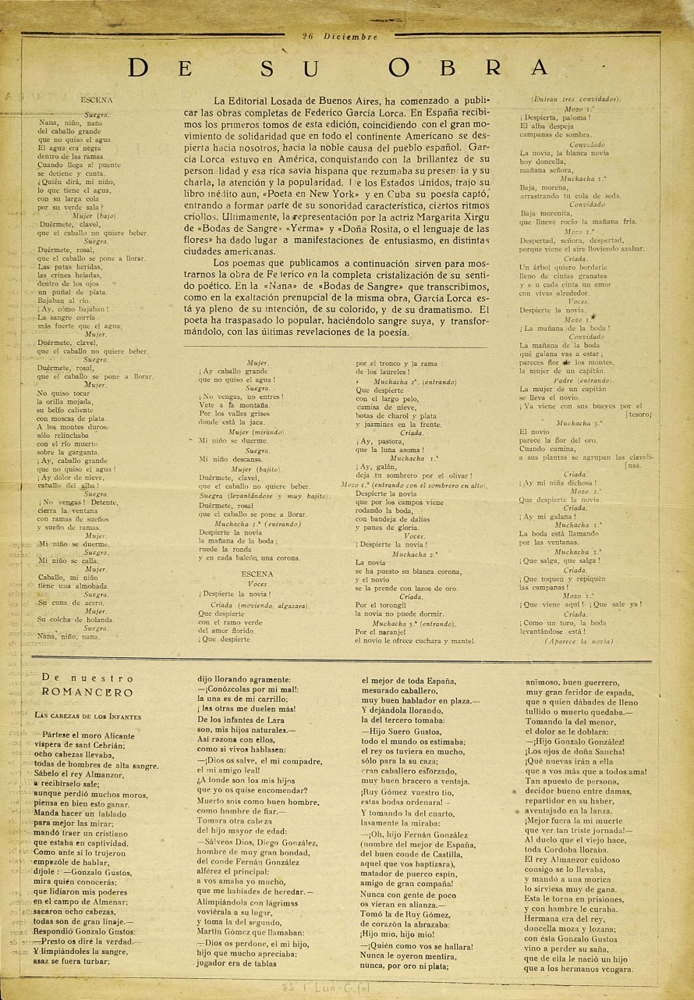 26 Diciembre
DE SU OBRA
ESCENA
Suegra.
Nana, niño, nana
del caballo grande
que no quiso el agua.
El agua era negra
dentro de las ramas.
Cuando llega al puente
se detiene y canta.
¿Quién dirá, mi niño,
lo que tiene el agua,
con su larga cola
por su verde sala?
Mujer (bajo).
Duérmete, clavel,
que el caballo no quiere beber.
Suegra.
Duérmete, rosal,
que el caballo se pone a llorar.
Las patas heridas,
las crines heladas,
dentro de los ojos
un puñal de plata.
Bajaban al río.
¡Ay, cómo bajaban!
La sangre corría
más fuerte que el agua.
Mujer.
Duérmete, clavel,
que el caballo no quiere beber.
Suegra.
Duérmete, rosal,
que el caballo se pone a llorar.
Mujer.
No quiso tocar
la orilla mojada,
su belfo caliente
con moscas de plata.
A los montes duros
sólo relinchaba
con el río muerto
sobre la garganta.
¡Ay, caballo grande
que no quiso el agua!
¡Ay dolor de nieve,
caballo del alba!
Suegra.
¡No vengas! Detente,
cierra la ventana
con ramas de sueños
y sueño de ramas.
Mujer.
Mi niño se duerme.
Suegra.
Mi niño se calla.
Mujer.
Caballo, mi niño
tiene una almohada.
Suegra.
Su cuna de acero.
Mujer.
Su colcha de holanda.
Suegra.
Nana, niño, nana.
La Editorial Losada de Buenos Aires, ha comenzado a publi-
car las obras completas de Federico García Lorca. En España recibi-
mos los primeros tomos de esta edición, coincidiendo con el gran mo-
vimiento de solidaridad que en todo el continente Americano se des-
pierta hacia nosotros, hacia la noble causa del pueblo español. Gar-
cía Lorca estuvo en América, conquistando con la brillantez de su
personalidad y esa rica savia hispana que rezumaba su presencia y su
charla, la atención y la popularidad. De los Estados Unidos, trajo su
libro inédito aun, «Poeta en New York» y en Cuba su poesía captó,
entrando a formar parte de su sonoridad característica, ciertos ritmos
criollos. Ultimamente, la representación por la actriz Margarita Xirgu
de «Bodas de Sangre» «Yerma» y «Doña Rosita, o el lenguaje de las
flores» ha dado lugar a manifestaciones de entusiasmo, en distintas
ciudades americanas.
Los poemas que publicamos a continuación sirven para mos-
trarnos la obra de Federico en la completa cristalización de su senti-
do poético. En la «Nana» de «Bodas de Sangre» que transcribimos,
como en la exaltación prenupcial de la misma obra, García Lorca es-
tá ya pleno de su intención, de su colorido, y de su dramatismo. El
poeta ha traspasado lo popular, haciéndolo sangre suya, y transfor-
mándolo, con las últimas revelaciones de la poesía.
Mujer.
¡Ay caballo grande
que no quiso el agua!
Suegra.
¡No vengas, no entres!
Vete a la montaña.
Por los valles grises
donde está la jaca.
Mujer (mirando).
Mi niño se duerme.
Suegra.
Mi niño descansa.
Mujer (bajito).
Duérmete, clavel,
que el caballo no quiere beber.
Suegra (levantándose y muy bajito).
Duérmete, rosal
que el caballo se pone a llorar.
Muchacha 1.ª (entrando)
Despierte la novia
la mañana de la boda;
ruede la ronda
y en cada balcón una corona.
ESCENA
Voces
¡Despierte la novia!
Criada (moviendo algazara).
Que despierte
con el ramo verde
del amor florido.
¡Que despierte
por el tronco y la rama
de los laureles!
Muchacha 2ª. (entrando)
Que despierte
con el largo pelo,
camisa de nieve,
botas de charol y plata
y jazmines en la frente.
Criada.
¡Ay, pastora,
que la luna asoma!
Muchacha 1.ª
¡Ay, galán,
deja tu sombrero por el olivar!
Mozo 1.º (entrando con el sombrero en alto).
Despierte la novia
que por los campos viene
rodando la boda,
con bandeja de dalias
y panes de gloria.
Voces.
¡Despierte la novia!
Muchacha 2.ª
La novia
se ha puesto su blanca corona,
y el novio
se la prende con lazos de oro.
Criada.
Por el torongil
la novia no puede dormir.
Muchacha 3.ª (entrando).
Por el naranjel
el novio le ofrece cuchara y mantel.
(Entran tres convidados).
Mozo 1.º
¡Despierta, paloma!
El alba despeja
campanas de sombra.
Convidado
La novia, la blanca novia
hoy doncella,
mañana señora,
Muchacha 1.ª
Baja, morena,
arrastrando tu cola de seda.
Convidado
Baja morenita,
que llueve rocío la mañana fría.
Mozo 1.º
Despertad, señora, despertad,
porque viene el aire lloviendo azahar.
Criada.
Un árbol quiero bordarle
lleno de cintas granates
y en cada cinta un amor
con vivas alrededor.
Voces.
Despierte la novia.
Mozo 1.º
¡La mañana de la boda!
Convidado
La mañana de la boda
qué galana vas a estar;
pareces flor de los montes,
la mujer de un capitán.
Padre (entrando).
La mujer de un capitán
se lleva el novio.
¡Ya viene con sus bueyes por el
[tesoro;
Muchacha 3.ª
El novio
parece la flor del oro.
Cuando camina,
a sus plantas se agrupan las claveli-
[nas.
Criada.
¡Ay mi niña dichosa!
Mozo 2.º
Que despierte la novia.
Criada.
¡Ay mi galana!
Muchacha 1.ª
La boda está llamando
por las ventanas.
Muchacha 1.ª
¡Que salga, que salga!
Criada.
¡Que toquen y repiquen
las campanas!
Mozo 1.º
¡Que viene aquí! ¡Que sale ya!
Criada.
¡Como un toro, la boda
levantándose está!
(Aparece la novia)
De nuestro
ROMANCERO
LAS CABEZAS DE LOS INFANTES
Pártese el moro Alicante
víspera de sant Cebrián;
ocho cabezas llevaba,
todas de hombres de alta sangre.
Sábelo el rey Almanzor,
a recibírselo sale;
aunque perdió muchos moros,
piensa en bien esto ganar.
Manda hacer un tablado
para mejor las mirar;
mandó traer un cristiano
que estaba en captividad.
Como ante sí lo trujeron
empezóle de hablar,
díjole: —Gonzalo Gustos,
mira quién conocerás;
que lidiaron mis poderes
en el campo de Almenar;
sacaron ocho cabezas,
todas son de gran linaje.—
Respondió Gonzalo Gustos:
—Presto os diré la verdad.—
Y limpiándoles la sangre,
asaz se fuera turbar;
dijo llorando agramente:
—¡Conózcolas por mi mal!:
la una es de mi carrillo;
¡las otras me duelen más!
De los infantes de Lara
son, mis hijos naturales.—
Así razona con ellos,
como si vivos hablasen:
—¡Dios os salve, el mi compadre,
el mi amigo leal!
¿A donde son los mis hijos
que yo os quise encomendar?
Muerto sois como buen hombre,
como hombre de fiar.—
Tomara otra cabeza
del hijo mayor de edad:
—Sálveos Dios, Diego González,
hombre de muy gran bondad,
del conde Fernán González
alférez el principal:
a vos amaba yo mucho,
que me habíades de heredar.—
Alimpiándola con lágrimas
voviérala a su lugar,
y toma la del segundo,
Martín Gómez que llamaban:
—Dios os perdone, el mi hijo,
hijo que mucho apreciaba;
jugador era de tablas
el mejor de toda España,
mesurado caballero,
muy buen hablador en plaza.—
Y dejándola llorando,
la del tercero tomaba:
—Hijo Suero Gustos,
todo el mundo os estimaba;
el rey os tuviera en mucho,
sólo para su caza;
gran caballero esforzado,
muy buen bracero a ventaja.
¡Ruy Gómez vuestro tío,
estas bodas ordenara!—
Y tomando la del cuarto,
lasamente la miraba:
—¡Oh, hijo Fernán González
(nombre del mejor de España,
del buen conde de Castilla,
aquel que vos baptizara),
matador de puerco espín,
amigo de gran compaña!
Nunca con gente de poco
os vieran en alianza.—
Tomó la de Ruy Gómez,
de corazón la abrazaba:
¡Hijo mío, hijo mío!
—¡Quién como vos se hallara!
Nunca le oyeron mentira,
nunca, por oro ni plata;
animoso, buen guerrero,
muy gran feridor de espada,
que a quien dábades de lleno
tullido o muerto quedaba.—
Tomando la del menor,
el dolor se le doblara:
—¡Hijo Gonzalo González!
¡Los ojos de doña Sancha!
¡Qué nuevas irán a ella
que a vos más que a todos ama!
Tan apuesto de persona,
decidor bueno entre damas,
repartidor en su haber,
aventajado en la lanza.
¡Mejor fuera la mi muerte
que ver tan triste jornada!—
Al duelo que el viejo hace,
toda Cordoba lloraba.
El rey Almanzor cuidoso
consigo se lo llevaba,
y mandó a una morica
lo sirviesa muy de gana.
Esta le torna en prisiones,
y con hambre le curaba.
Hermana era del rey,
doncella moza y lozana;
con ésta Gonzalo Gustos
vino a perder su saña,
que de ella le nació un hijo
que a los hermanos vengara.